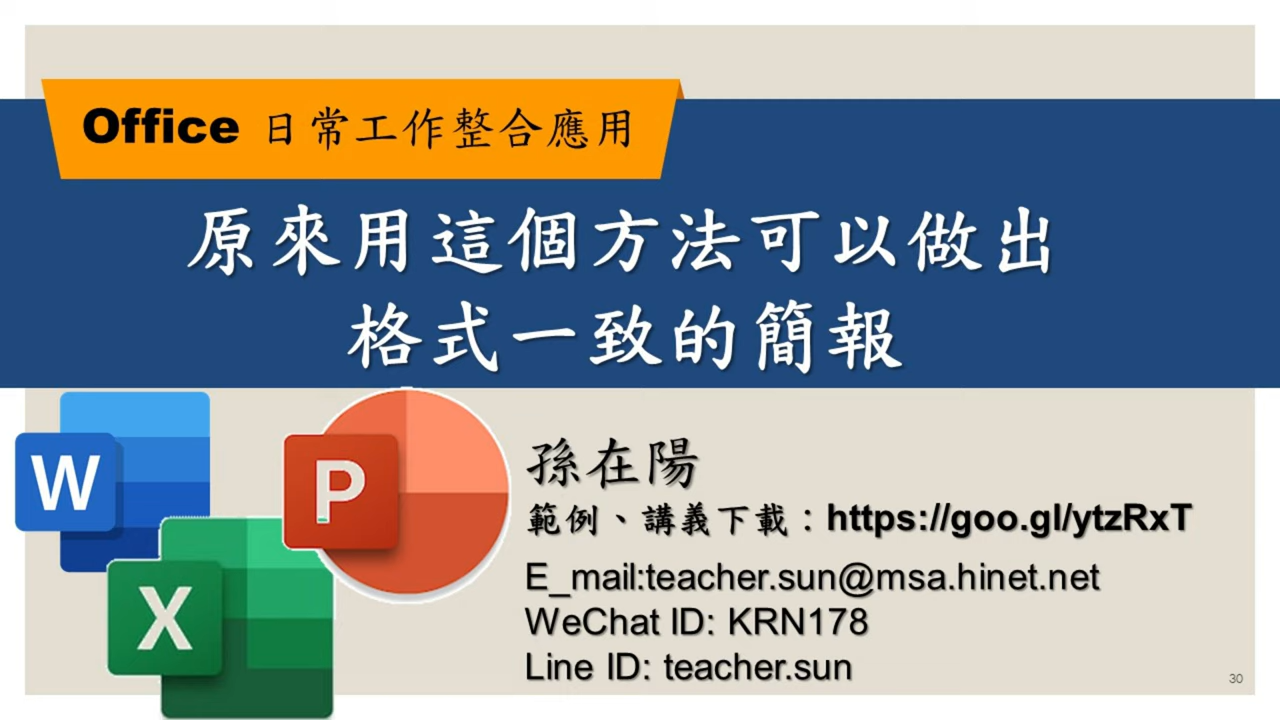 Office 日常工作整合應用
原來用這個方法可以做出
格式一致的簡報
W
P
X
孫在陽
範例、講義下載：https://goo.gl/ytzRxT
E_mail:teacher.sun@msa.hinet.net
WeChat ID: KRN178
Line ID: teacher.sun
30